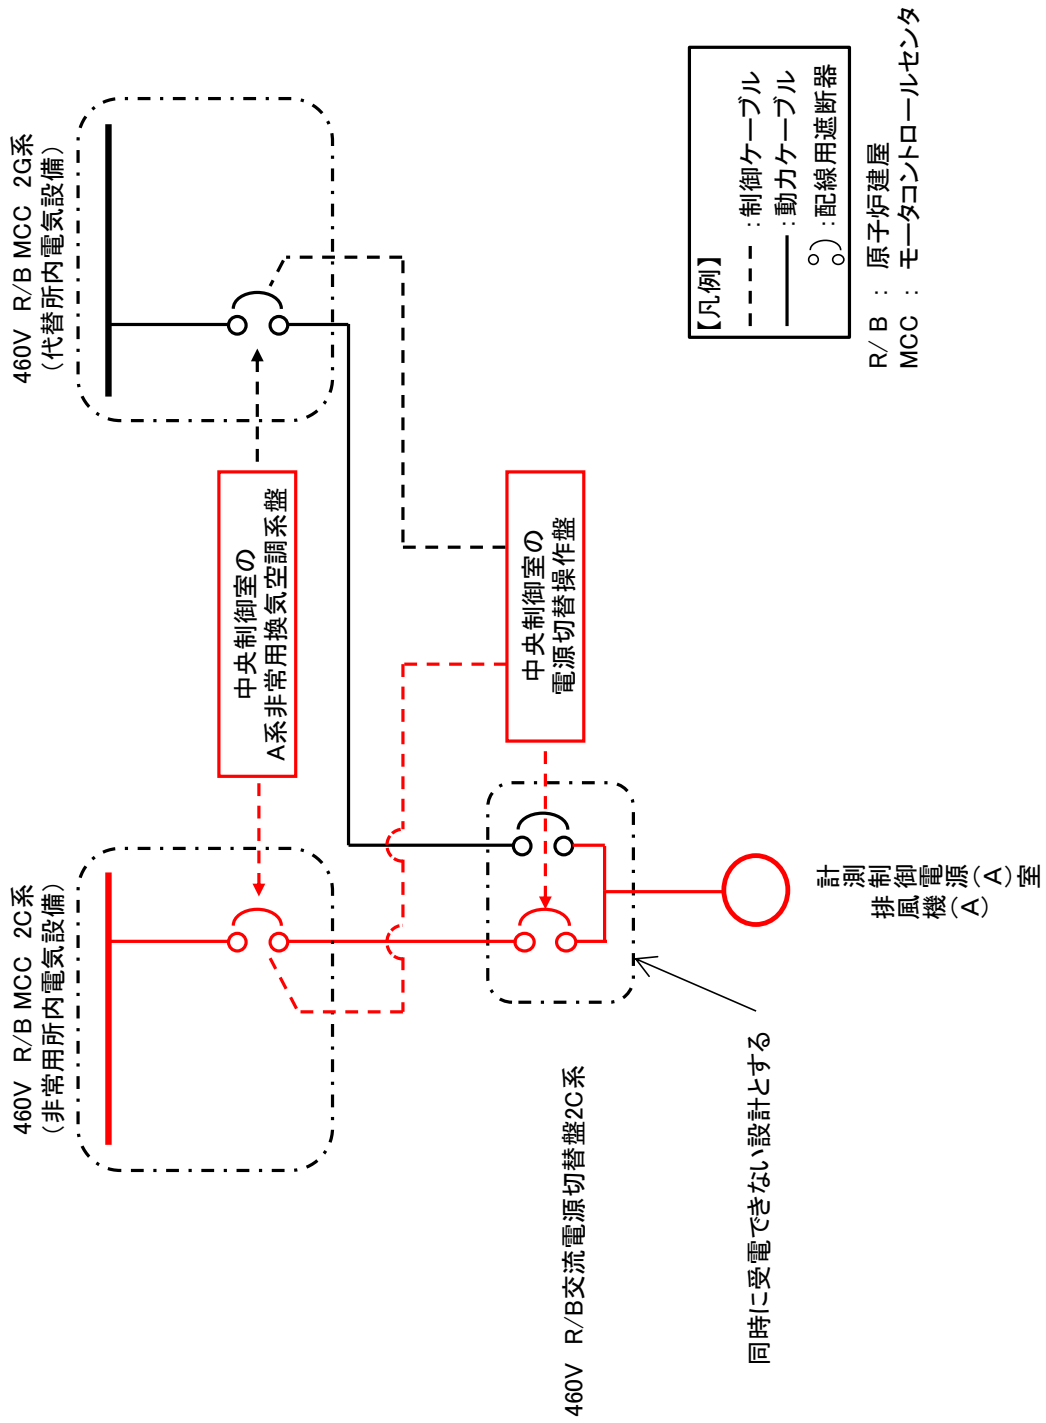 460V R/B MCC 2C系
（非常用所内電気設備）
460V R/B MCC 2G系
（代替所内電気設備）
中央制御室の
A系非常用換気空調系盤
中央制御室の
電源切替操作盤
460V R/B交流電源切替盤2C系
同時に受電できない設計とする
計測制御電源（A）室
排風機（A）
【凡例】
：制御ケーブル
：動力ケーブル
：配線用遮断器
R/B ： 原子炉建屋
MCC ： モータコントロールセンタ